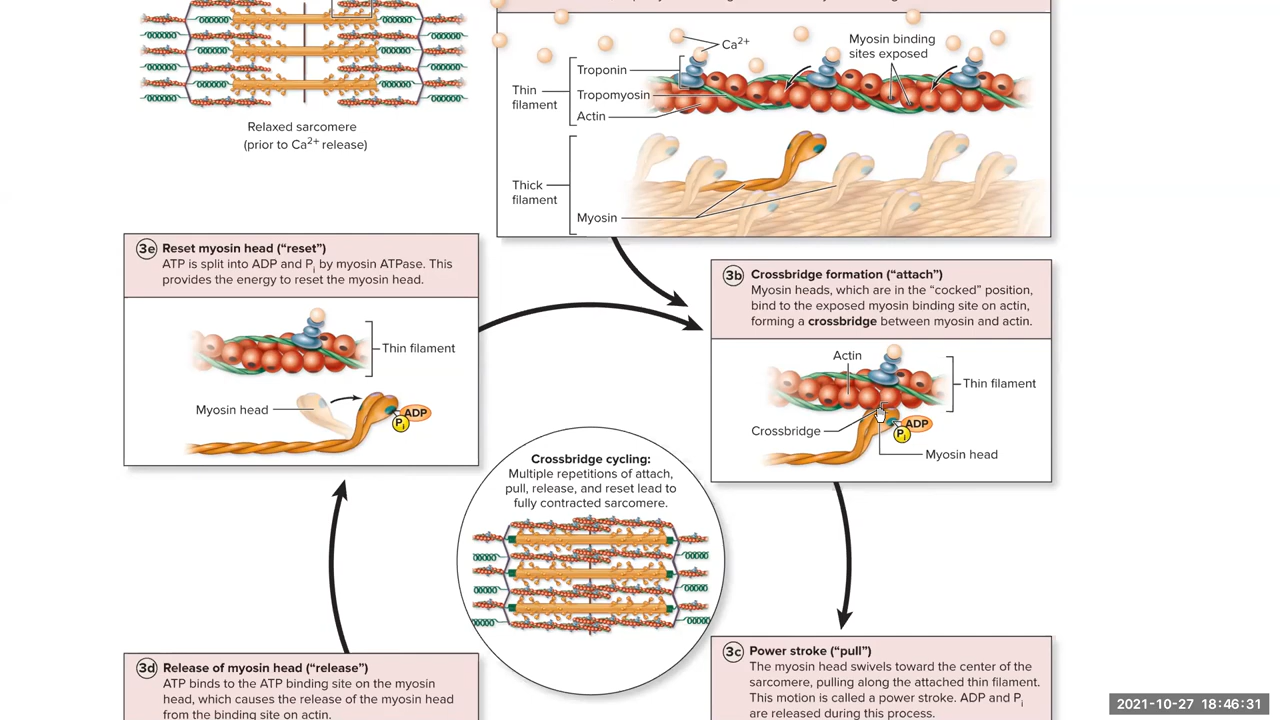 Relaxed sarcomere
(prior to Ca2+ release)
Ca2+
Myosin binding
sites exposed
Troponin
Thin
filament
Tropomyosin
Actin
Thick
filament
Myosin
3e Reset myosin head (“reset”)
ATP is split into ADP and Pi by myosin ATPase. This
provides the energy to reset the myosin head.
Thin filament
Myosin head
ADP
Pi
3b Crossbridge formation (“attach”)
Myosin heads, which are in the “cocked” position,
bind to the exposed myosin binding site on actin,
forming a crossbridge between myosin and actin.
Actin
Thin filament
Crossbridge
ADP
Pi
Myosin head
Crossbridge cycling:
Multiple repetitions of attach,
pull, release, and reset lead to
fully contracted sarcomere.
3d Release of myosin head (“release”)
ATP binds to the ATP binding site on the myosin
head, which causes the release of the myosin head
from the binding site on actin.
3c Power stroke (“pull”)
The myosin head swivels toward the center of the
sarcomere, pulling along the attached thin filament.
This motion is called a power stroke. ADP and Pi
are released during this process.
2021-10-27 18:46:31